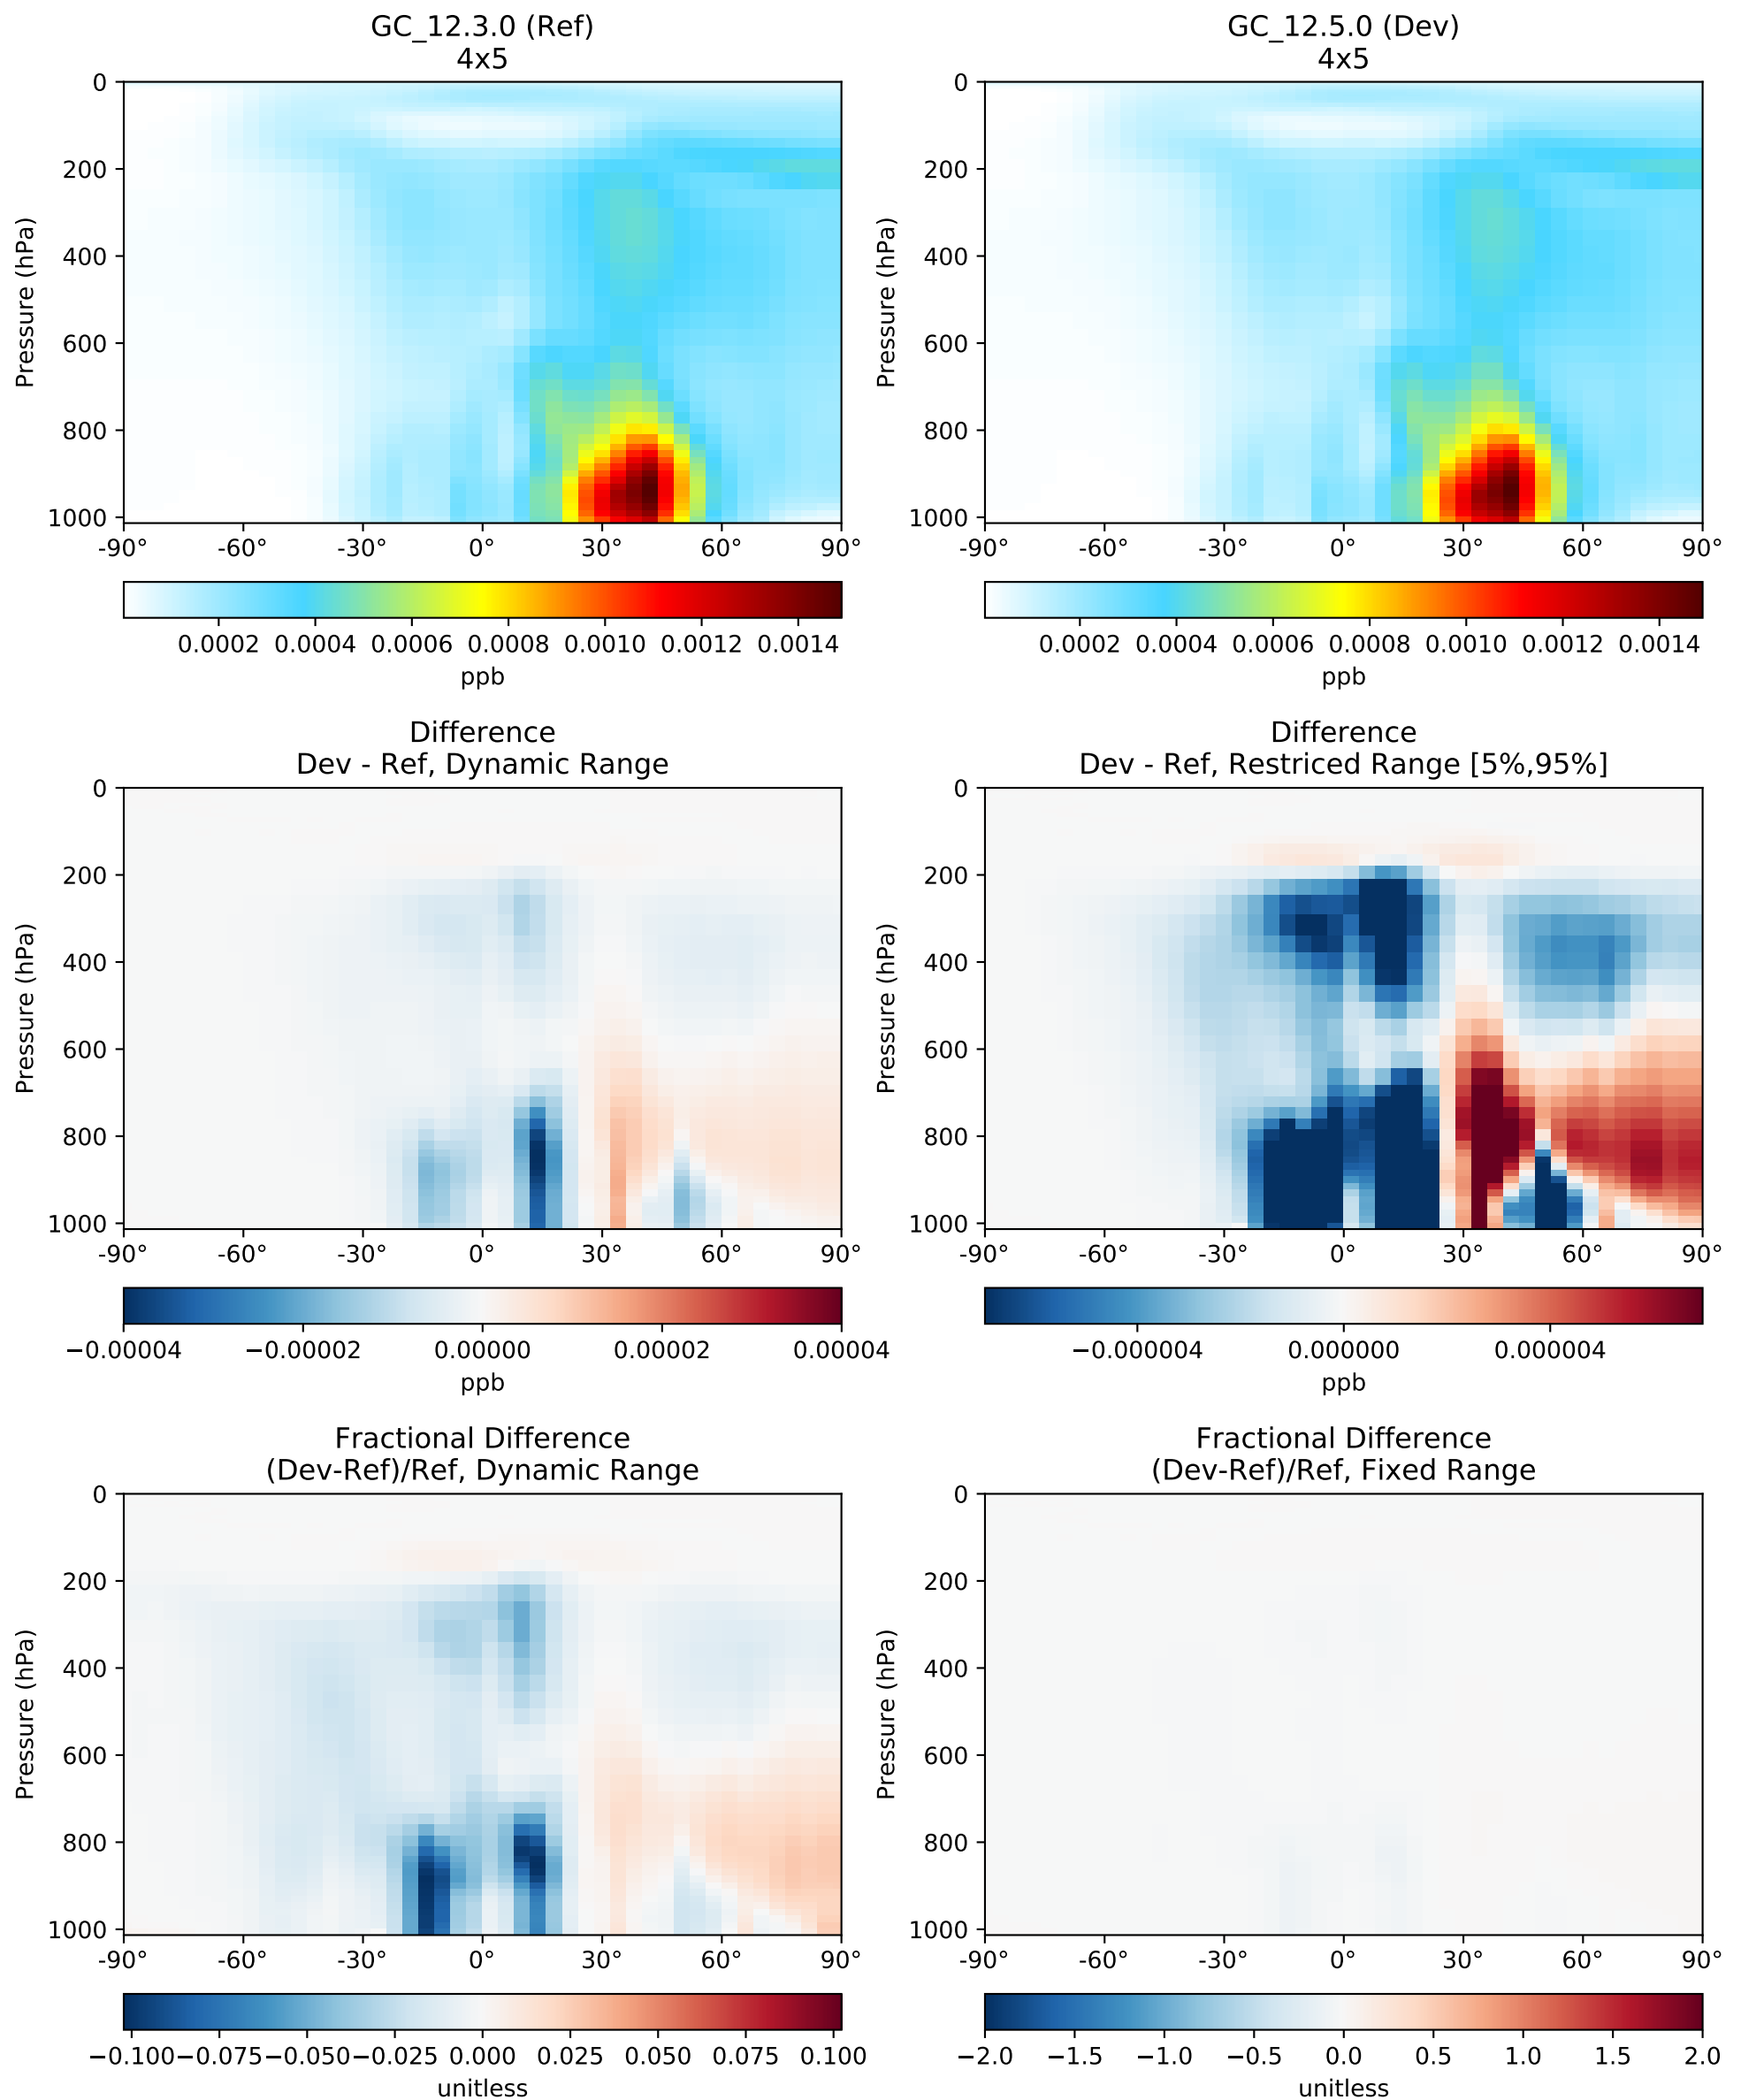 GC_12.3.0 (Ref)
4x5
GC_12.5.0 (Dev)
4x5
Pressure (hPa)
0
200
400
600
800
1000
-90° -60° -30° 0° 30° 60° 90°
0.0002 0.0004 0.0006 0.0008 0.0010 0.0012 0.0014
ppb
Pressure (hPa)
0
200
400
600
800
1000
-90° -60° -30° 0° 30° 60° 90°
0.0002 0.0004 0.0006 0.0008 0.0010 0.0012 0.0014
ppb
Difference
Dev - Ref, Dynamic Range
Pressure (hPa)
0
200
400
600
800
1000
-90° -60° -30° 0° 30° 60° 90°
−0.00004 −0.00002 0.00000 0.00002 0.00004
ppb
Difference
Dev - Ref, Restriced Range [5%,95%]
Pressure (hPa)
0
200
400
600
800
1000
-90° -60° -30° 0° 30° 60° 90°
−0.000004 0.000000 0.000004
ppb
Fractional Difference
(Dev-Ref)/Ref, Dynamic Range
Pressure (hPa)
0
200
400
600
800
1000
-90° -60° -30° 0° 30° 60° 90°
−0.100 −0.075 −0.050 −0.025 0.000 0.025 0.050 0.075 0.100
unitless
Fractional Difference
(Dev-Ref)/Ref, Fixed Range
Pressure (hPa)
0
200
400
600
800
1000
-90° -60° -30° 0° 30° 60° 90°
−2.0 −1.5 −1.0 −0.5 0.0 0.5 1.0 1.5 2.0
unitless